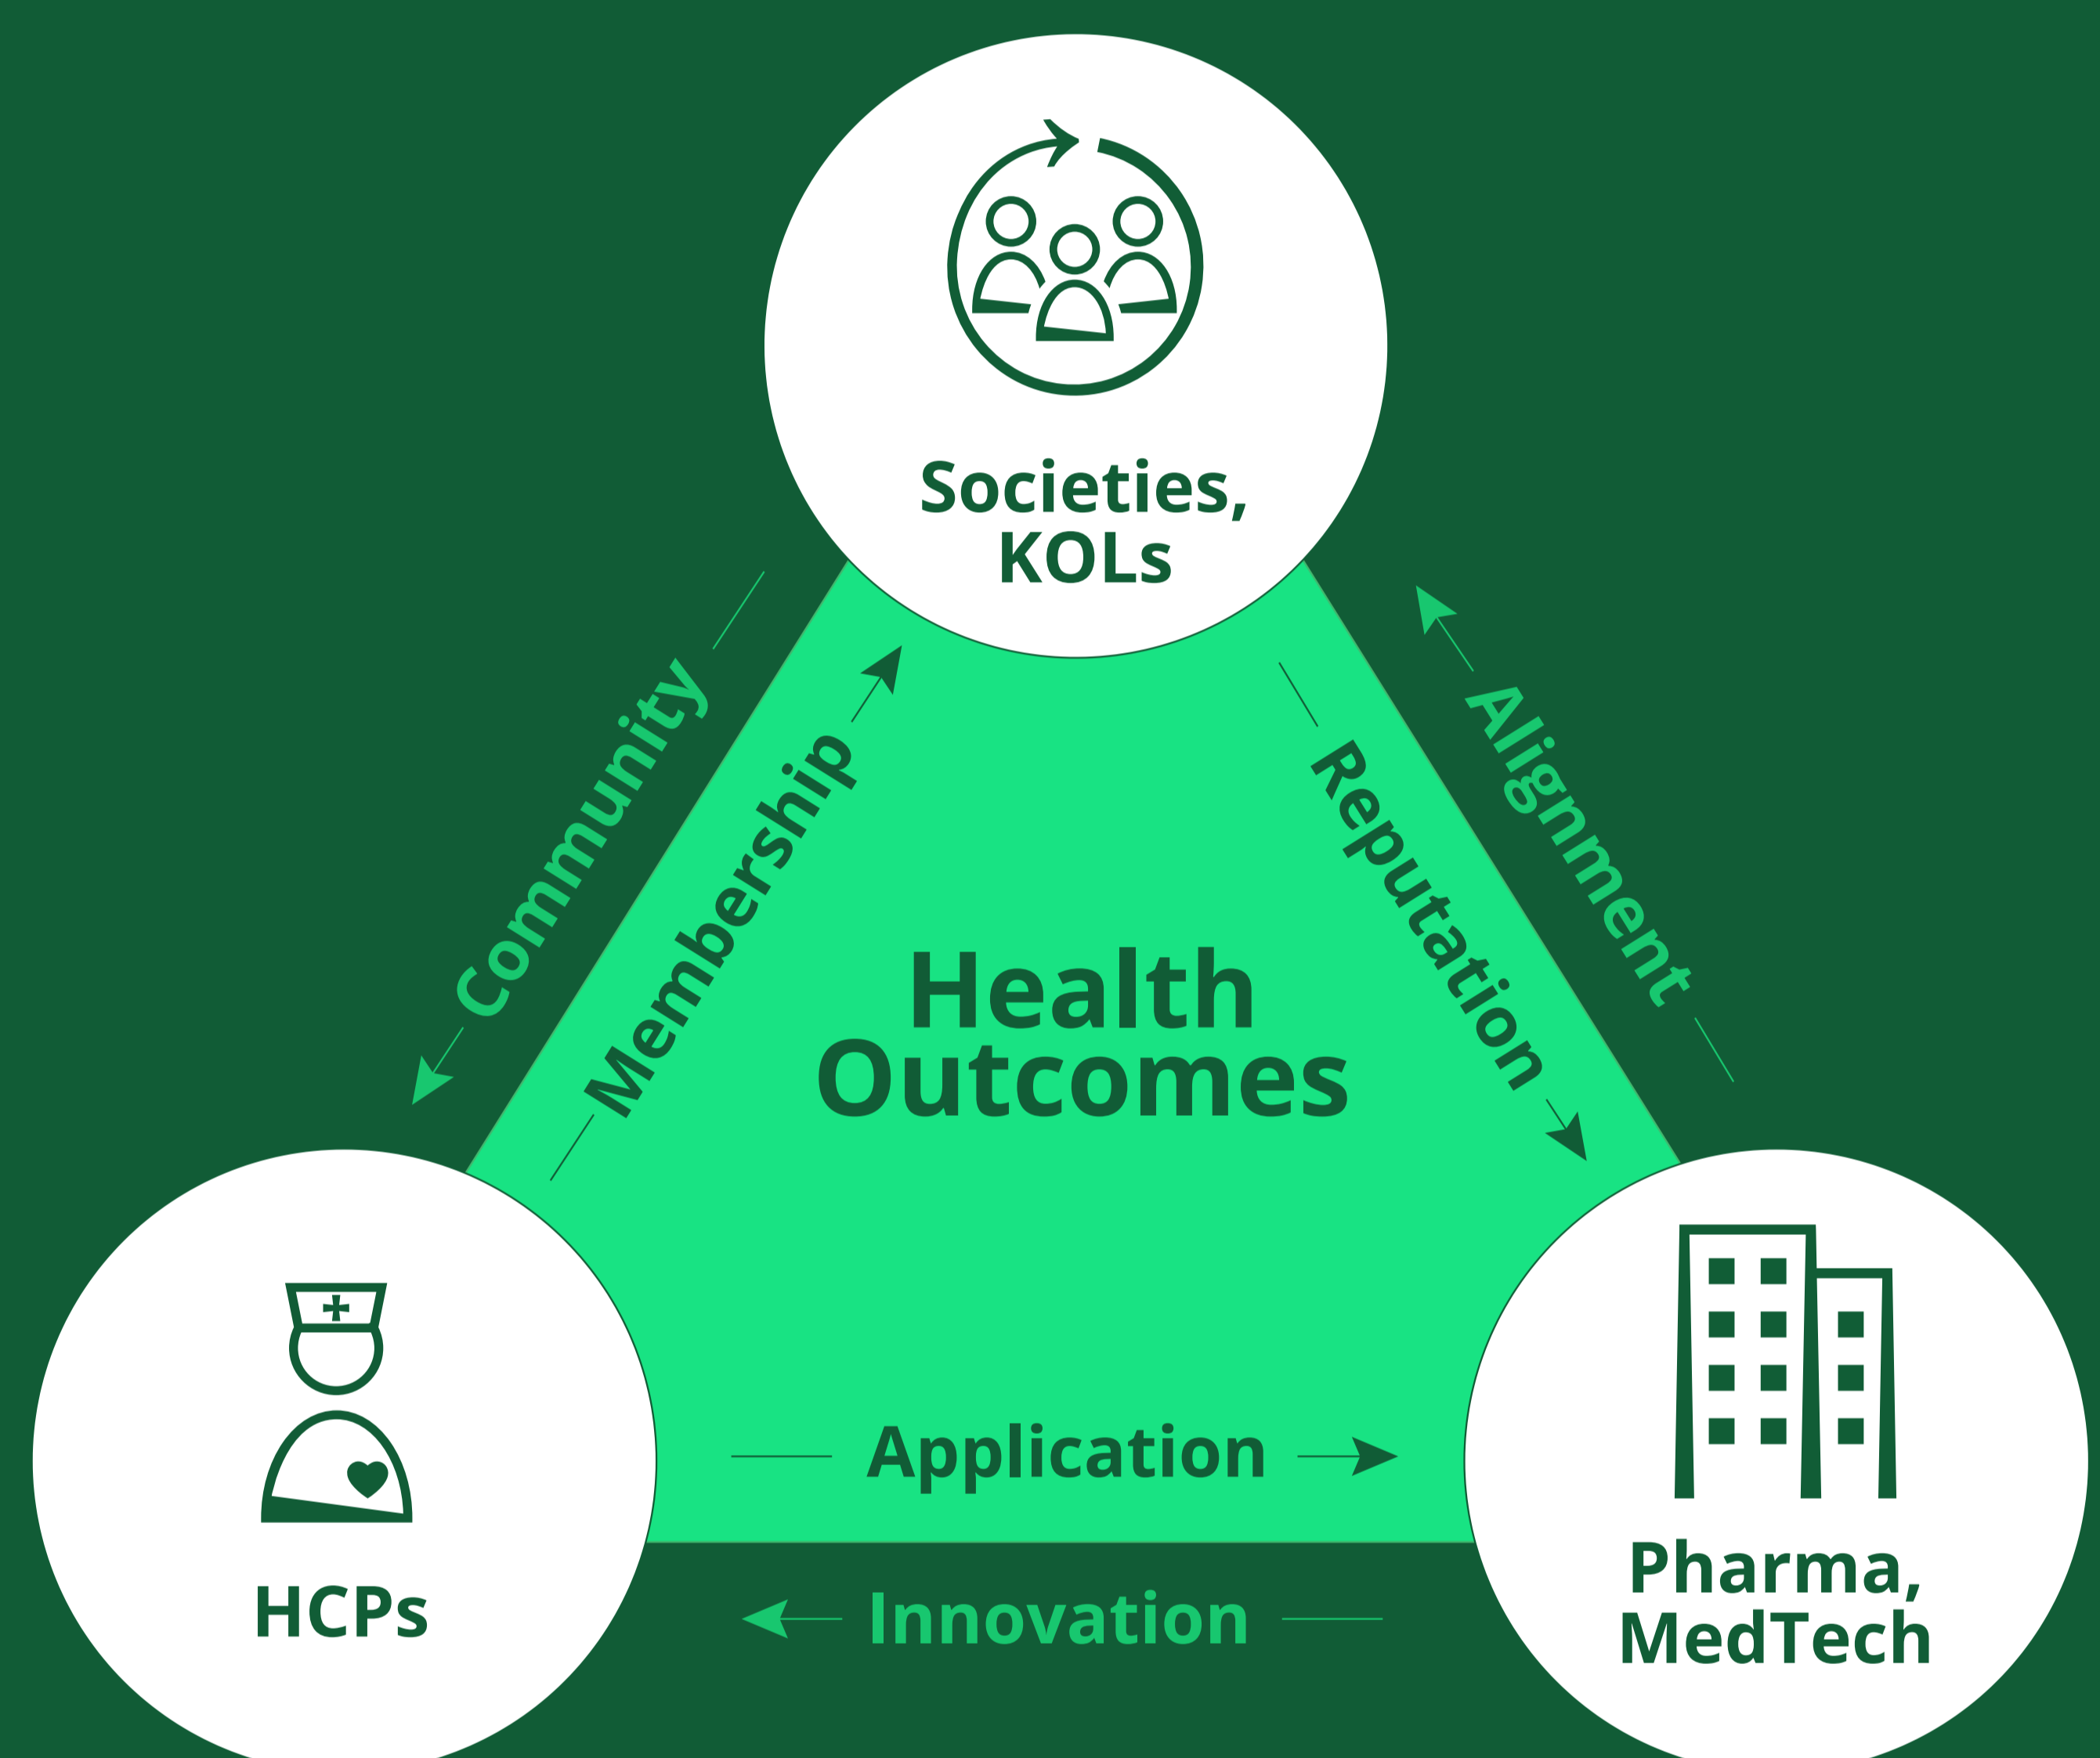 Societies,
KOLs
Community
Membership
Reputation
Alignment
Health
Outcomes
Application
Innovation
HCPs
Pharma,
MedTech